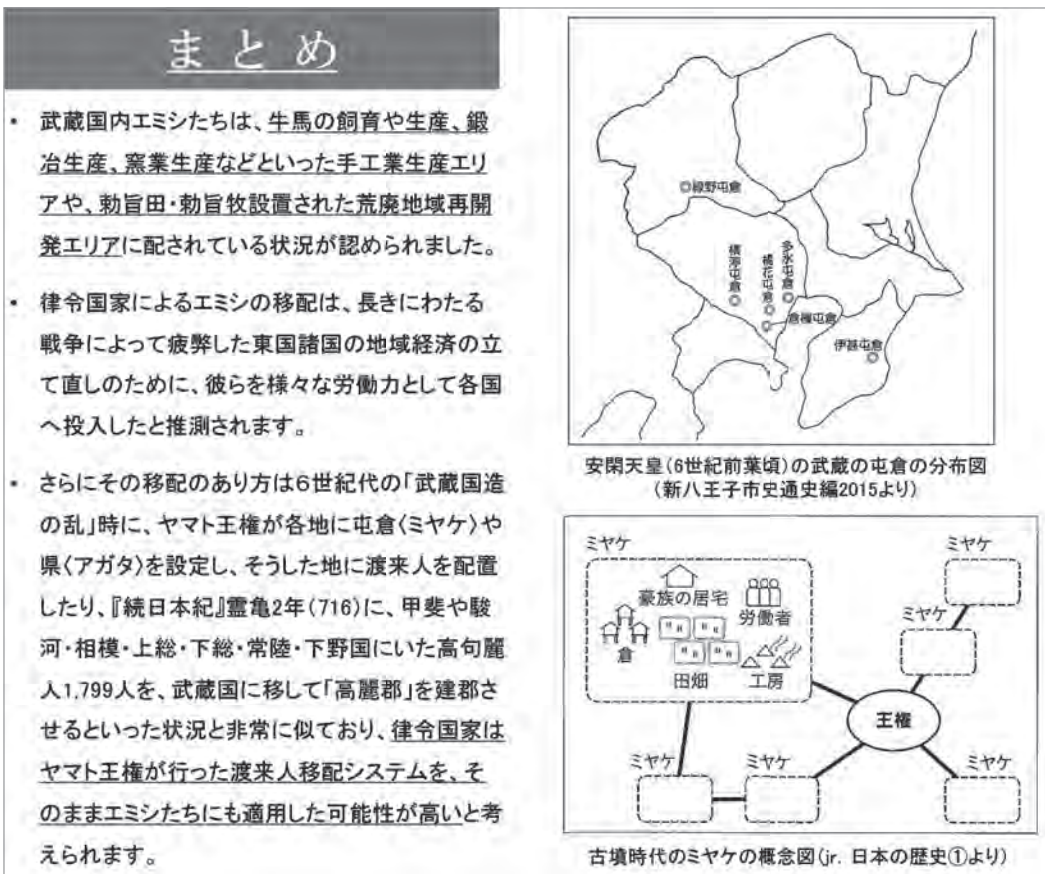 まとめ
・ 武蔵国内エミシたちは、牛馬の飼育や生産、鍛
冶生産、窯業生産などといった手工業生産エリ
アや、勅旨田・勅旨牧設置された荒廃地域再開
発エリアに配されている状況が認められました。
・ 律令国家によるエミシの移配は、長きにわたる
戦争によって疲弊した東国諸国の地域経済の立
て直しのために、彼らを様々な労働力として各国
へ投入したと推測されます。
・ さらにその移配のあり方は6世紀代の「武蔵国造
の乱」時に、ヤマト王権が各地に屯倉〈ミヤケ〉や
県〈アガタ〉を設定し、そうした地に渡来人を配置
したり、『続日本紀』霊亀2年(716)に、甲斐や駿
河・相模・上総・下総・常陸・下野国にいた高句麗
人1,799人を、武蔵国に移して「高麗郡」を建郡さ
せるといった状況と非常に似ており、律令国家は
ヤマト王権が行った渡来人移配システムを、そ
のままエミシたちにも適用した可能性が高いと考
えられます。
緑野屯倉
横渟屯倉
橘花屯倉
多氷屯倉
倉樔屯倉
伊甚屯倉
安閑天皇(6世紀前葉頃)の武蔵の屯倉の分布図
(新八王子市史通史編2015より)
ミヤケ
豪族の居宅
労働者
倉
田畑
工房
ミヤケ
ミヤケ
主権
ミヤケ
ミヤケ
ミヤケ
古墳時代のミヤケの概念図(jr. 日本の歴史①より)